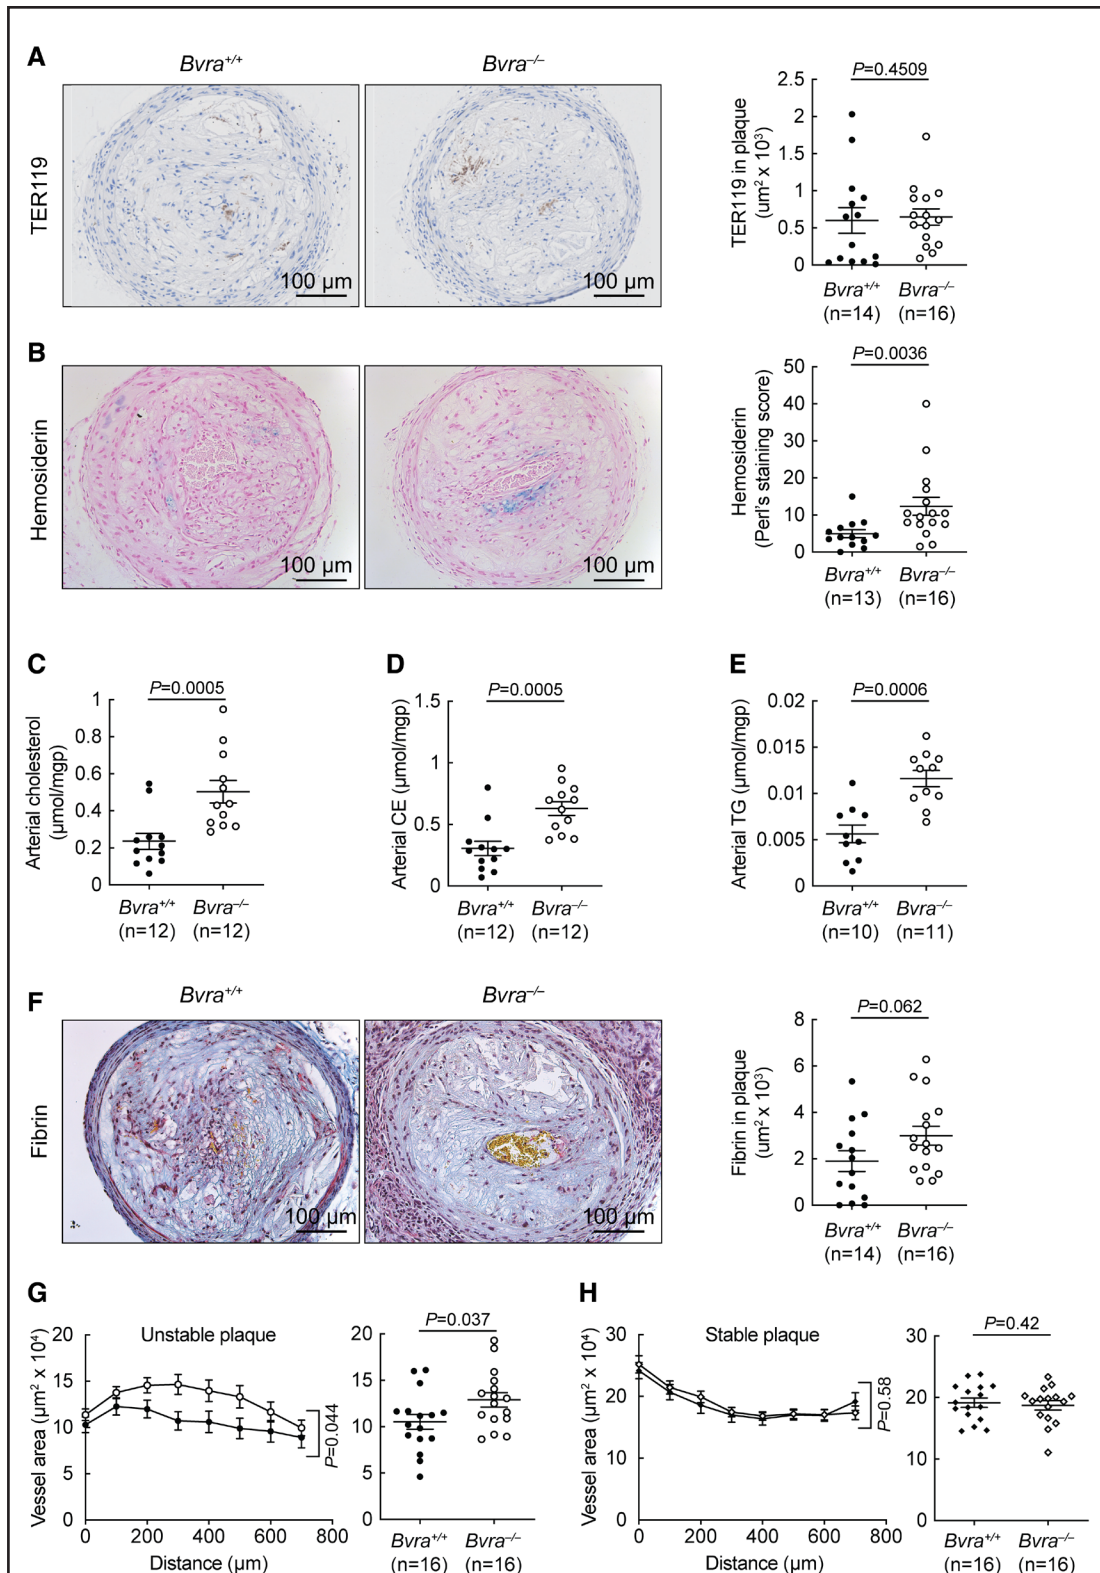 A
Bvra+/+
Bvra–/–
TER119
100 µm
100 µm
TER119 in plaque
(um² x 10³)
P=0.4509
2.5
2
1.5
1
0.5
0
Bvra+/+
Bvra–/–
(n=14)
(n=16)
B
Hemosiderin
100 µm
100 µm
Hemosiderin
(Perl's staining score)
P=0.0036
50
40
30
20
10
0
Bvra+/+
Bvra–/–
(n=13)
(n=16)
C
Arterial cholesterol
(µmol/mgp)
P=0.0005
1
0.8
0.6
0.4
0.2
0
Bvra+/+
Bvra–/–
(n=12)
(n=12)
D
Arterial CE (µmol/mgp)
P=0.0005
1.5
1
0.5
0
Bvra+/+
Bvra–/–
(n=12)
(n=12)
E
Arterial TG (µmol/mgp)
P=0.0006
0.02
0.015
0.01
0.005
0
Bvra+/+
Bvra–/–
(n=10)
(n=11)
F
Bvra+/+
Bvra–/–
Fibrin
100 µm
100 µm
Fibrin in plaque
(um² x 10³)
P=0.062
8
6
4
2
0
Bvra+/+
Bvra–/–
(n=14)
(n=16)
G
Vessel area (µm² x 10⁴)
Unstable plaque
20
15
10
5
0
P=0.044
0
200
400
600
800
Distance (µm)
P=0.037
20
15
10
5
0
Bvra+/+
Bvra–/–
(n=16)
(n=16)
H
Vessel area (µm² x 10⁴)
Stable plaque
30
20
10
0
P=0.58
0
200
400
600
800
Distance (µm)
P=0.42
30
20
10
0
Bvra+/+
Bvra–/–
(n=16)
(n=16)